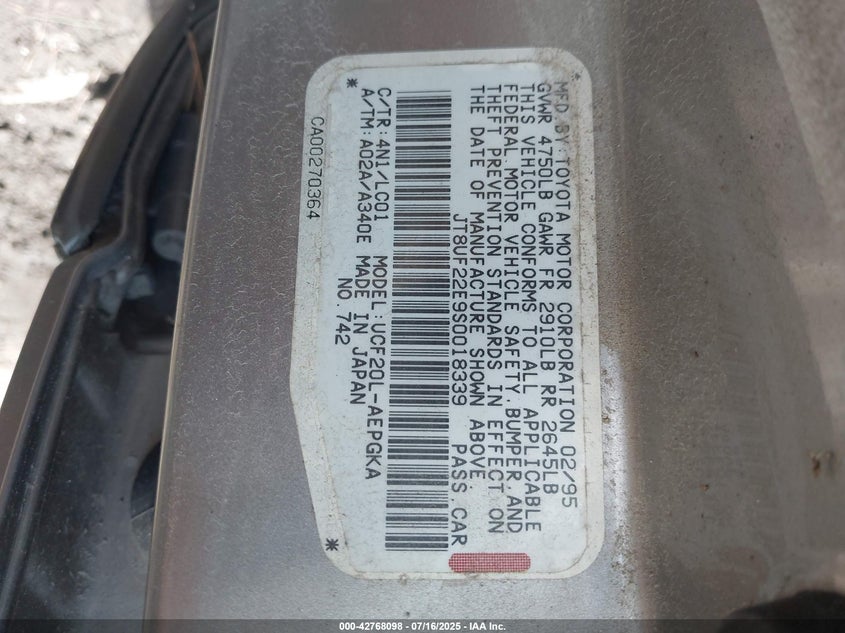 MFD BY:TOYOTA MOTOR CORPORATION 02/95
GVWR 4750LB GAWR FR 2910LB RR 2645LB
THIS VEHICLE CONFORMS TO ALL APPLICABLE
FEDERAL MOTOR VEHICLE SAFETY, BUMPER, AND
THEFT PREVENTION STANDARDS IN EFFECT ON
THE DATE OF MANUFACTURE SHOWN ABOVE.
JT8UF22E9S0018339 PASS.CAR
C/TR:4N1/LC01 MODEL:UCF20L-AEPGKA
A/TM:A02A/A340E MADE IN JAPAN
NO.742
CA00270364
000-42768098 - 07/16/2025 - IAA Inc.